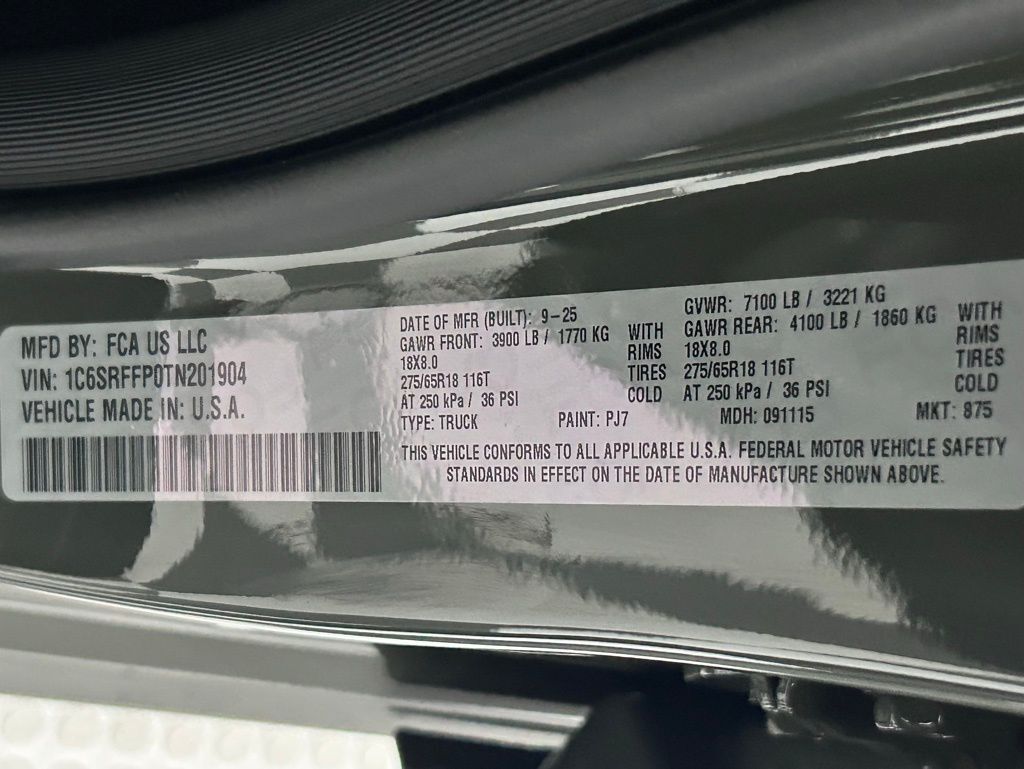 MFD BY: FCA US LLC
VIN: 1C6SRFFP0TN201904
VEHICLE MADE IN: U.S.A.
DATE OF MFR (BUILT): 9-25
GAWR FRONT: 3900 LB / 1770 KG
18X8.0
275/65R18 116T
AT 250 kPa / 36 PSI
WITH
RIMS
TIRES
COLD
GVWR: 7100 LB / 3221 KG
GAWR REAR: 4100 LB / 1860 KG
18X8.0
275/65R18 116T
AT 250 kPa / 36 PSI
WITH
RIMS
TIRES
COLD
TYPE: TRUCK PAINT: PJ7 MDH: 091115 MKT: 875
THIS VEHICLE CONFORMS TO ALL APPLICABLE U.S.A. FEDERAL MOTOR VEHICLE SAFETY
STANDARDS IN EFFECT ON THE DATE OF MANUFACTURE SHOWN ABOVE.